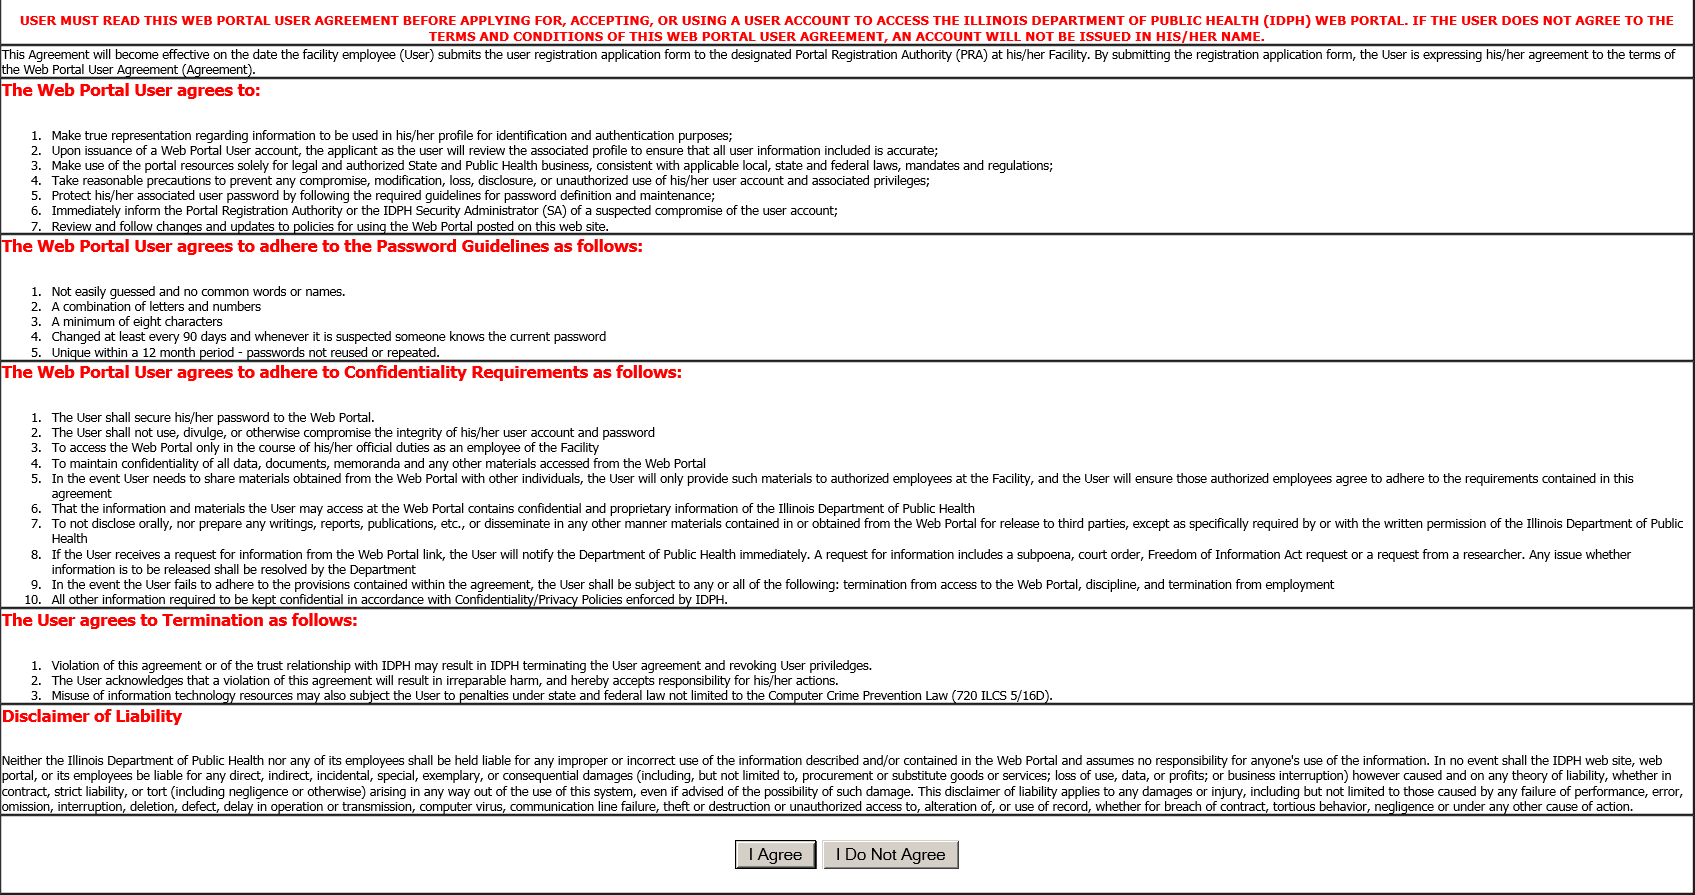 USER MUST READ THIS WEB PORTAL USER AGREEMENT BEFORE APPLYING FOR, ACCEPTING, OR USING A USER ACCOUNT TO ACCESS THE ILLINOIS DEPARTMENT OF PUBLIC HEALTH (IDPH) WEB PORTAL. IF THE USER DOES NOT AGREE TO THE
TERMS AND CONDITIONS OF THIS WEB PORTAL USER AGREEMENT, AN ACCOUNT WILL NOT BE ISSUED IN HIS/HER NAME.
This Agreement will become effective on the date the facility employee (User) submits the user registration application form to the designated Portal Registration Authority (PRA) at his/her Facility. By submitting the registration application form, the User is expressing his/her agreement to the terms of
the Web Portal User Agreement (Agreement).
The Web Portal User agrees to:
1. Make true representation regarding information to be used in his/her profile for identification and authentication purposes;
2. Upon issuance of a Web Portal User account, the applicant as the user will review the associated profile to ensure that all user information included is accurate;
3. Make use of the portal resources solely for legal and authorized State and Public Health business, consistent with applicable local, state and federal laws, mandates and regulations;
4. Take reasonable precautions to prevent any compromise, modification, loss, disclosure, or unauthorized use of his/her user account and associated privileges;
5. Protect his/her associated user password by following the required guidelines for password definition and maintenance;
6. Immediately inform the Portal Registration Authority or the IDPH Security Administrator (SA) of a suspected compromise of the user account;
7. Review and follow changes and updates to policies for using the Web Portal posted on this web site.
The Web Portal User agrees to adhere to the Password Guidelines as follows:
1. Not easily guessed and no common words or names.
2. A combination of letters and numbers
3. A minimum of eight characters
4. Changed at least every 90 days and whenever it is suspected someone knows the current password
5. Unique within a 12 month period - passwords not reused or repeated.
The Web Portal User agrees to adhere to Confidentiality Requirements as follows:
1. The User shall secure his/her password to the Web Portal.
2. The User shall not use, divulge, or otherwise compromise the integrity of his/her user account and password
3. To access the Web Portal only in the course of his/her official duties as an employee of the Facility
4. To maintain confidentiality of all data, documents, memoranda and any other materials accessed from the Web Portal
5. In the event User needs to share materials obtained from the Web Portal with other individuals, the User will only provide such materials to authorized employees at the Facility, and the User will ensure those authorized employees agree to adhere to the requirements contained in this
agreement
6. That the information and materials the User may access at the Web Portal contains confidential and proprietary information of the Illinois Department of Public Health
7. To not disclose orally, nor prepare any writings, reports, publications, etc., or disseminate in any other manner materials contained in or obtained from the Web Portal for release to third parties, except as specifically required by or with the written permission of the Illinois Department of Public
Health
8. If the User receives a request for information from the Web Portal link, the User will notify the Department of Public Health immediately. A request for information includes a subpoena, court order, Freedom of Information Act request or a request from a researcher. Any issue whether
information is to be released shall be resolved by the Department
9. In the event the User fails to adhere to the provisions contained within the agreement, the User shall be subject to any or all of the following: termination from access to the Web Portal, discipline, and termination from employment
10. All other information required to be kept confidential in accordance with Confidentiality/Privacy Policies enforced by IDPH.
The User agrees to Termination as follows:
1. Violation of this agreement or of the trust relationship with IDPH may result in IDPH terminating the User agreement and revoking User priviledges.
2. The User acknowledges that a violation of this agreement will result in irreparable harm, and hereby accepts responsibility for his/her actions.
3. Misuse of information technology resources may also subject the User to penalties under state and federal law not limited to the Computer Crime Prevention Law (720 ILCS 5/16D).
Disclaimer of Liability
Neither the Illinois Department of Public Health nor any of its employees shall be held liable for any improper or incorrect use of the information described and/or contained in the Web Portal and assumes no responsibility for anyone's use of the information. In no event shall the IDPH web site, web
portal, or its employees be liable for any direct, indirect, incidental, special, exemplary, or consequential damages (including, but not limited to, procurement or substitute goods or services; loss of use, data, or profits; or business interruption) however caused and on any theory of liability, whether in
contract, strict liability, or tort (including negligence or otherwise) arising in any way out of the use of this system, even if advised of the possibility of such damage. This disclaimer of liability applies to any damages or injury, including but not limited to those caused by any failure of performance, error,
omission, interruption, deletion, defect, delay in operation or transmission, computer virus, communication line failure, theft or destruction or unauthorized access to, alteration of, or use of record, whether for breach of contract, tortious behavior, negligence or under any other cause of action.
I Agree I Do Not Agree